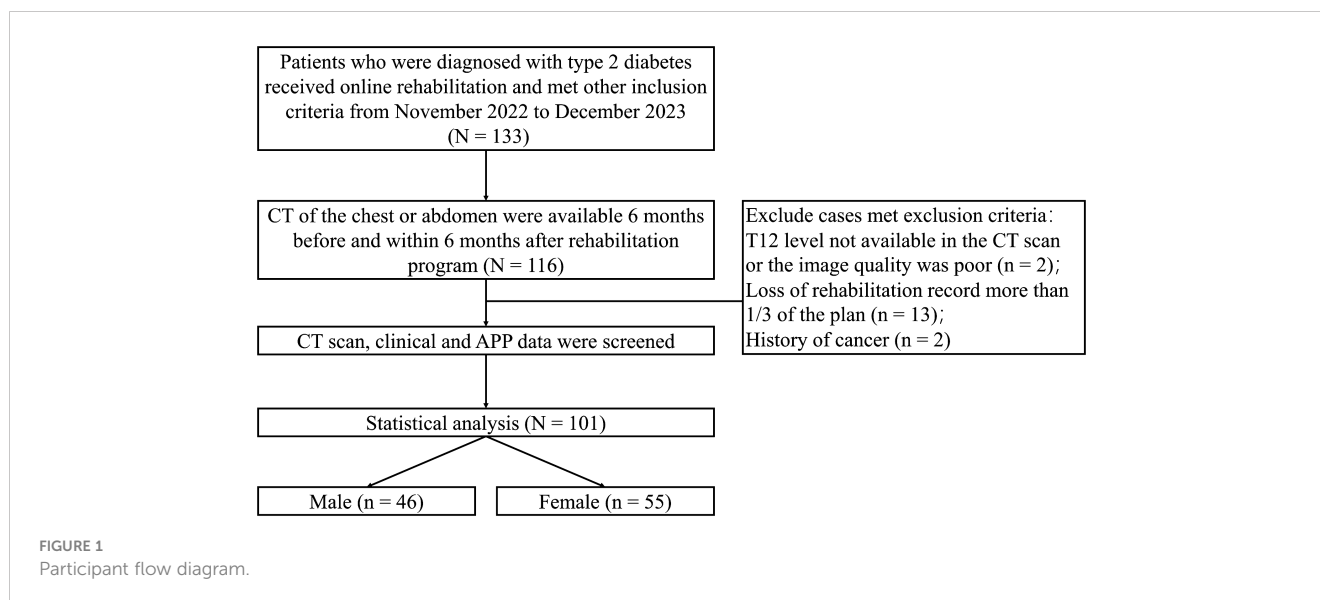 Patients who were diagnosed with type 2 diabetes
received online rehabilitation and met other inclusion
criteria from November 2022 to December 2023
(N = 133)
CT of the chest or abdomen were available 6 months
before and within 6 months after rehabilitation
program (N = 116)
Exclude cases met exclusion criteria:
T12 level not available in the CT scan
or the image quality was poor (n = 2);
Loss of rehabilitation record more than
1/3 of the plan (n = 13);
History of cancer (n = 2)
CT scan, clinical and APP data were screened
Statistical analysis (N = 101)
Male (n = 46)
Female (n = 55)
FIGURE 1
Participant flow diagram.